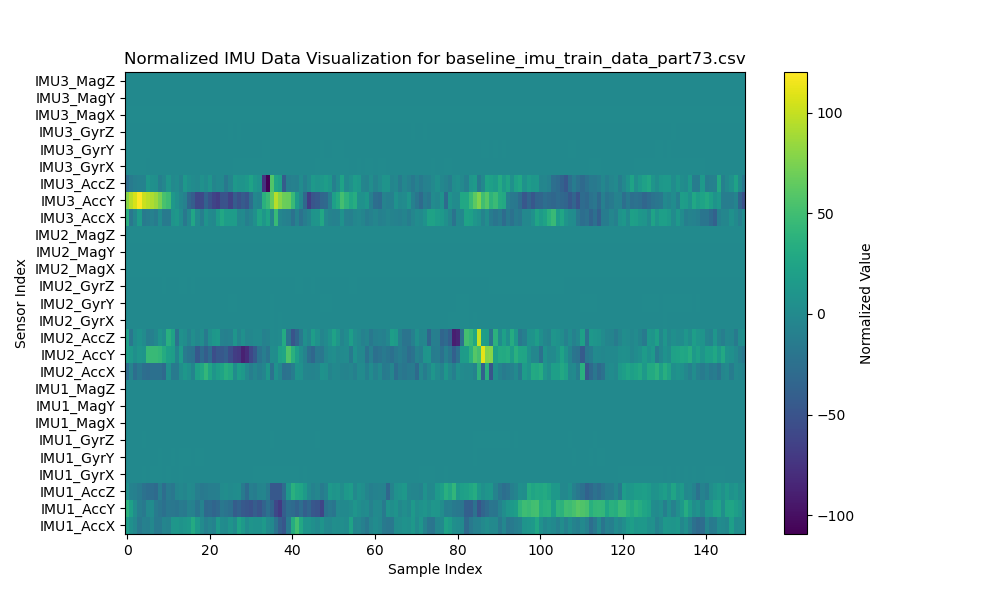 Normalized IMU Data Visualization for baseline_imu_train_data_part73.csv
IMU3_MagZ
IMU3_MagY
IMU3_MagX
IMU3_GyrZ
IMU3_GyrY
IMU3_GyrX
IMU3_AccZ
IMU3_AccY
IMU3_AccX
IMU2_MagZ
IMU2_MagY
IMU2_MagX
IMU2_GyrZ
IMU2_GyrY
IMU2_GyrX
IMU2_AccZ
IMU2_AccY
IMU2_AccX
IMU1_MagZ
IMU1_MagY
IMU1_MagX
IMU1_GyrZ
IMU1_GyrY
IMU1_GyrX
IMU1_AccZ
IMU1_AccY
IMU1_AccX
Sensor Index
0 20 40 60 80 100 120 140
Sample Index
100
50
0
−50
−100
Normalized Value